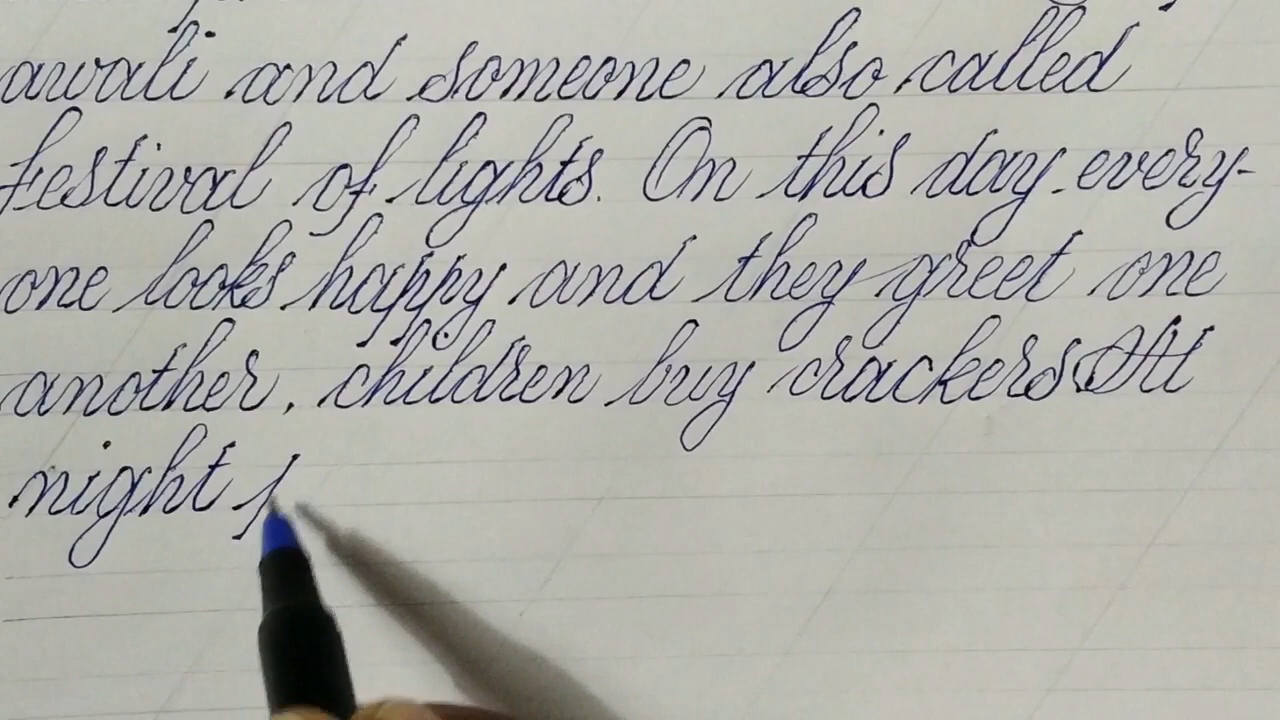 awali and someone also called
festival of lights. On this day every-
one looks happy and they greet one
another, children buy crackers At
night